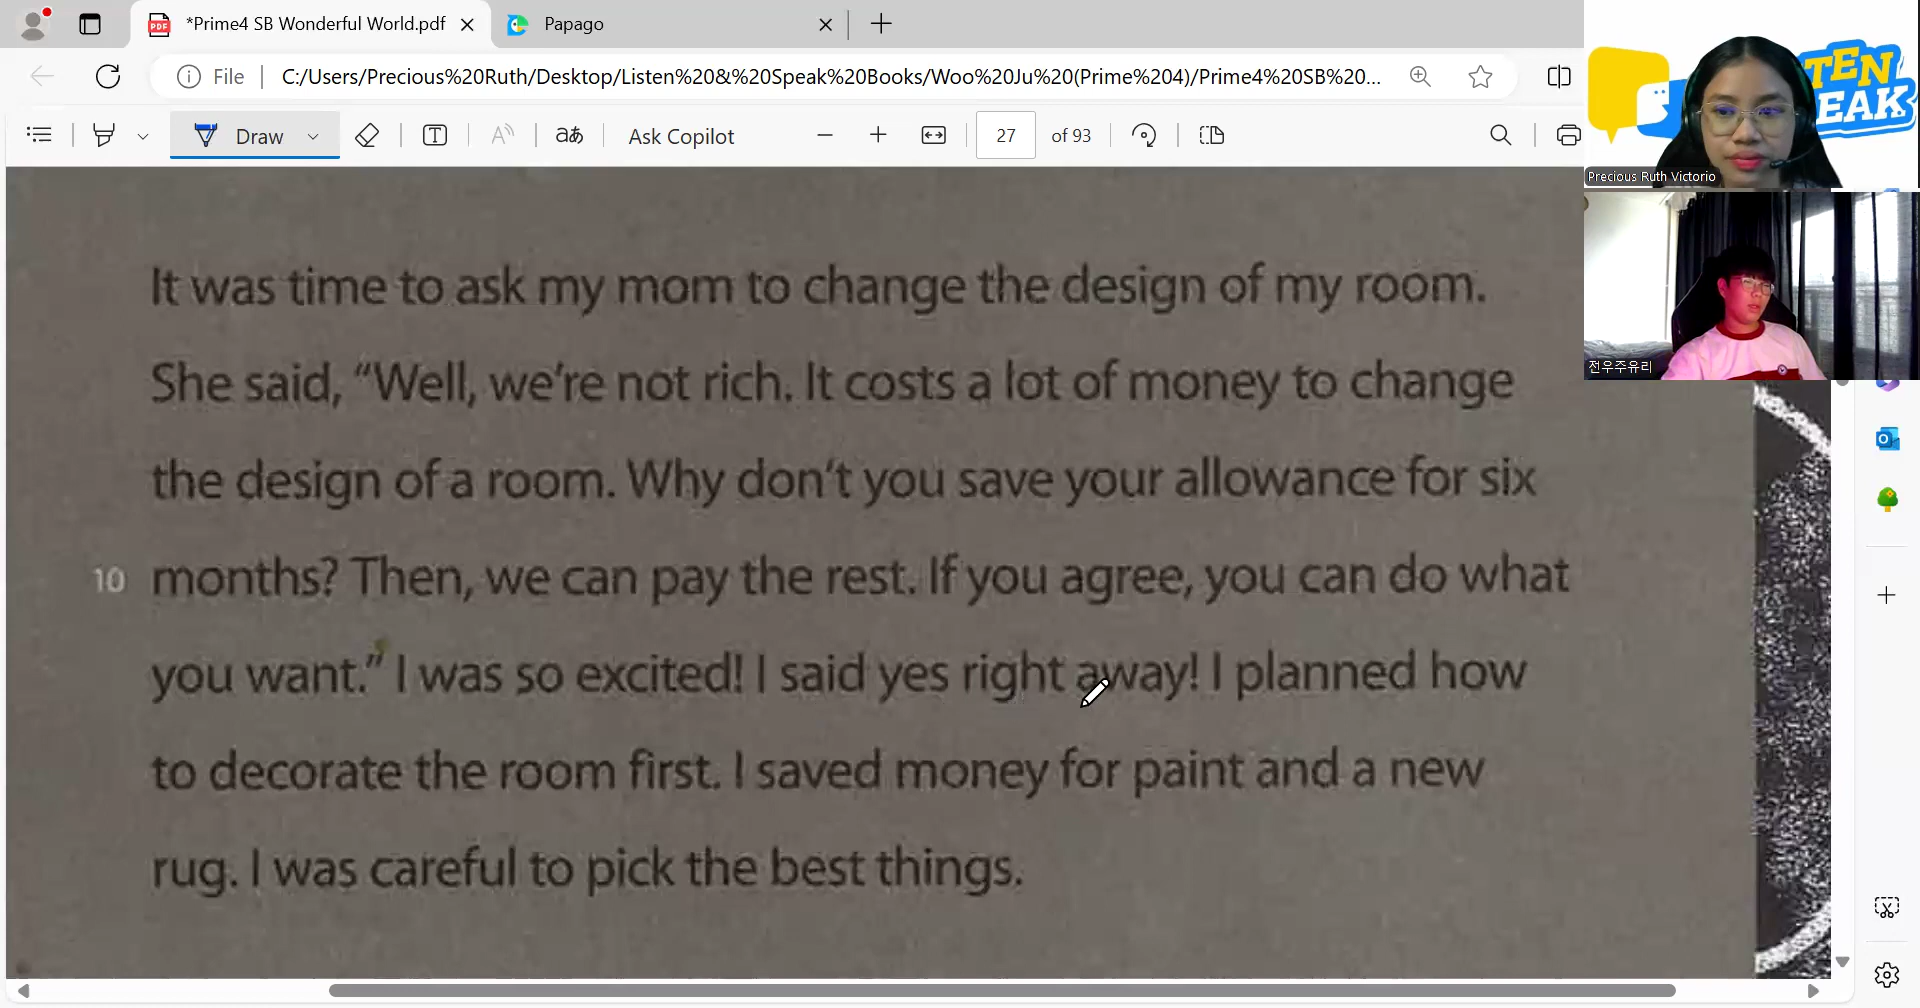 *Prime4 SB Wonderful World.pdf
Papago
File
C:/Users/Precious%20Ruth/Desktop/Listen%20&%20Speak%20Books/Woo%20Ju%20(Prime%204)/Prime4%20SB%20...
Draw
Ask Copilot
27
of 93
TEN
EAK
Precious Ruth Victorio
전우주유리
It was time to ask my mom to change the design of my room.
She said, “Well, we’re not rich. It costs a lot of money to change
the design of a room. Why don’t you save your allowance for six
10 months? Then, we can pay the rest. If you agree, you can do what
you want.” I was so excited! I said yes right away! I planned how
to decorate the room first. I saved money for paint and a new
rug. I was careful to pick the best things.